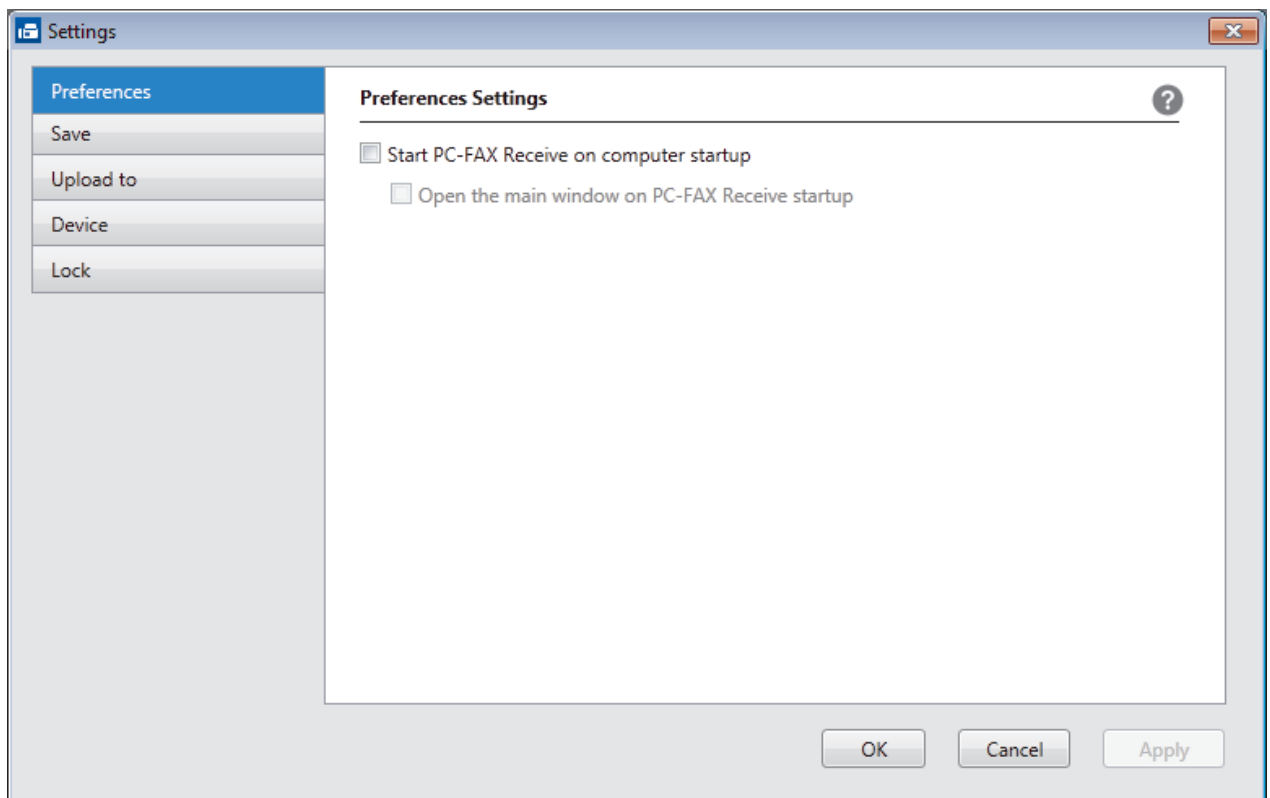 Settings
Preferences
Save
Upload to
Device
Lock
Preferences Settings
?
Start PC-FAX Receive on computer startup
Open the main window on PC-FAX Receive startup
OK
Cancel
Apply